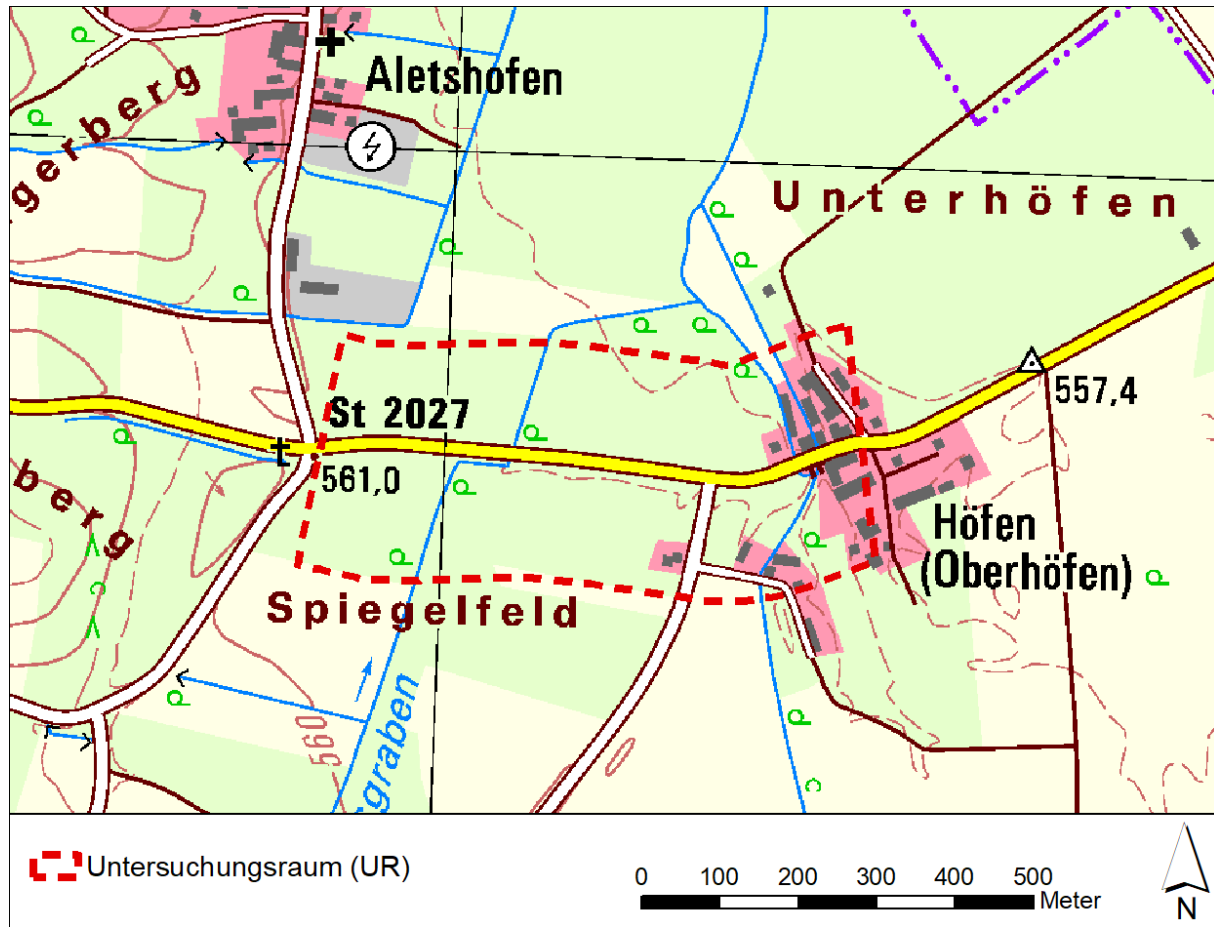 Aletshofen
gerberg
Unterhöfen
St 2027
561,0
557,4
berg
Höfen
(Oberhöfen)
Spiegelfeld
560
graben
Untersuchungsraum (UR)
0 100 200 300 400 500
Meter
N